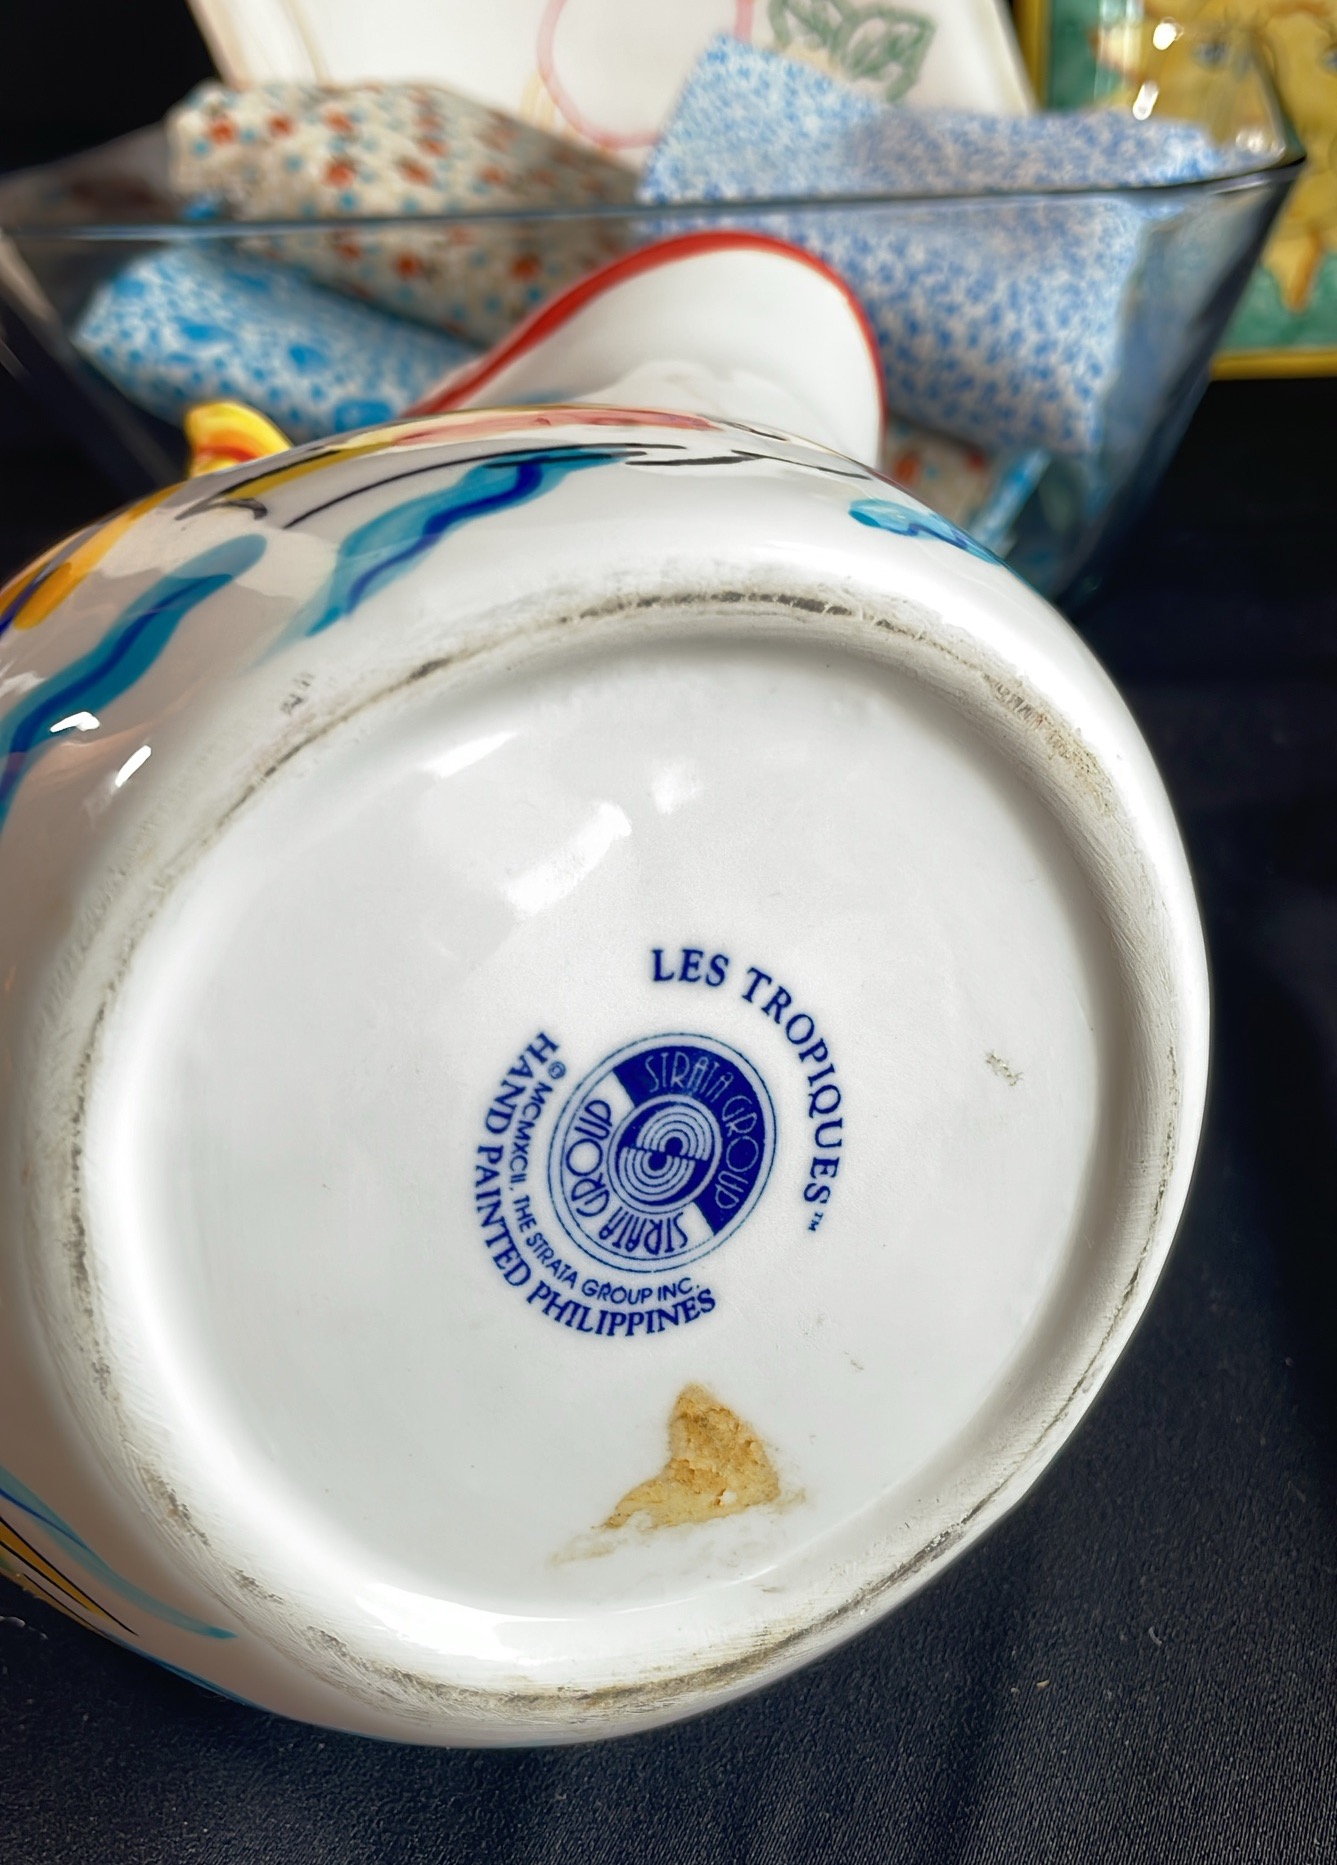 LES TROPIQUES™
STRATA GROUP
STRATA GROUP
© MCMXCII, THE STRATA GROUP INC.
HAND PAINTED PHILIPPINES